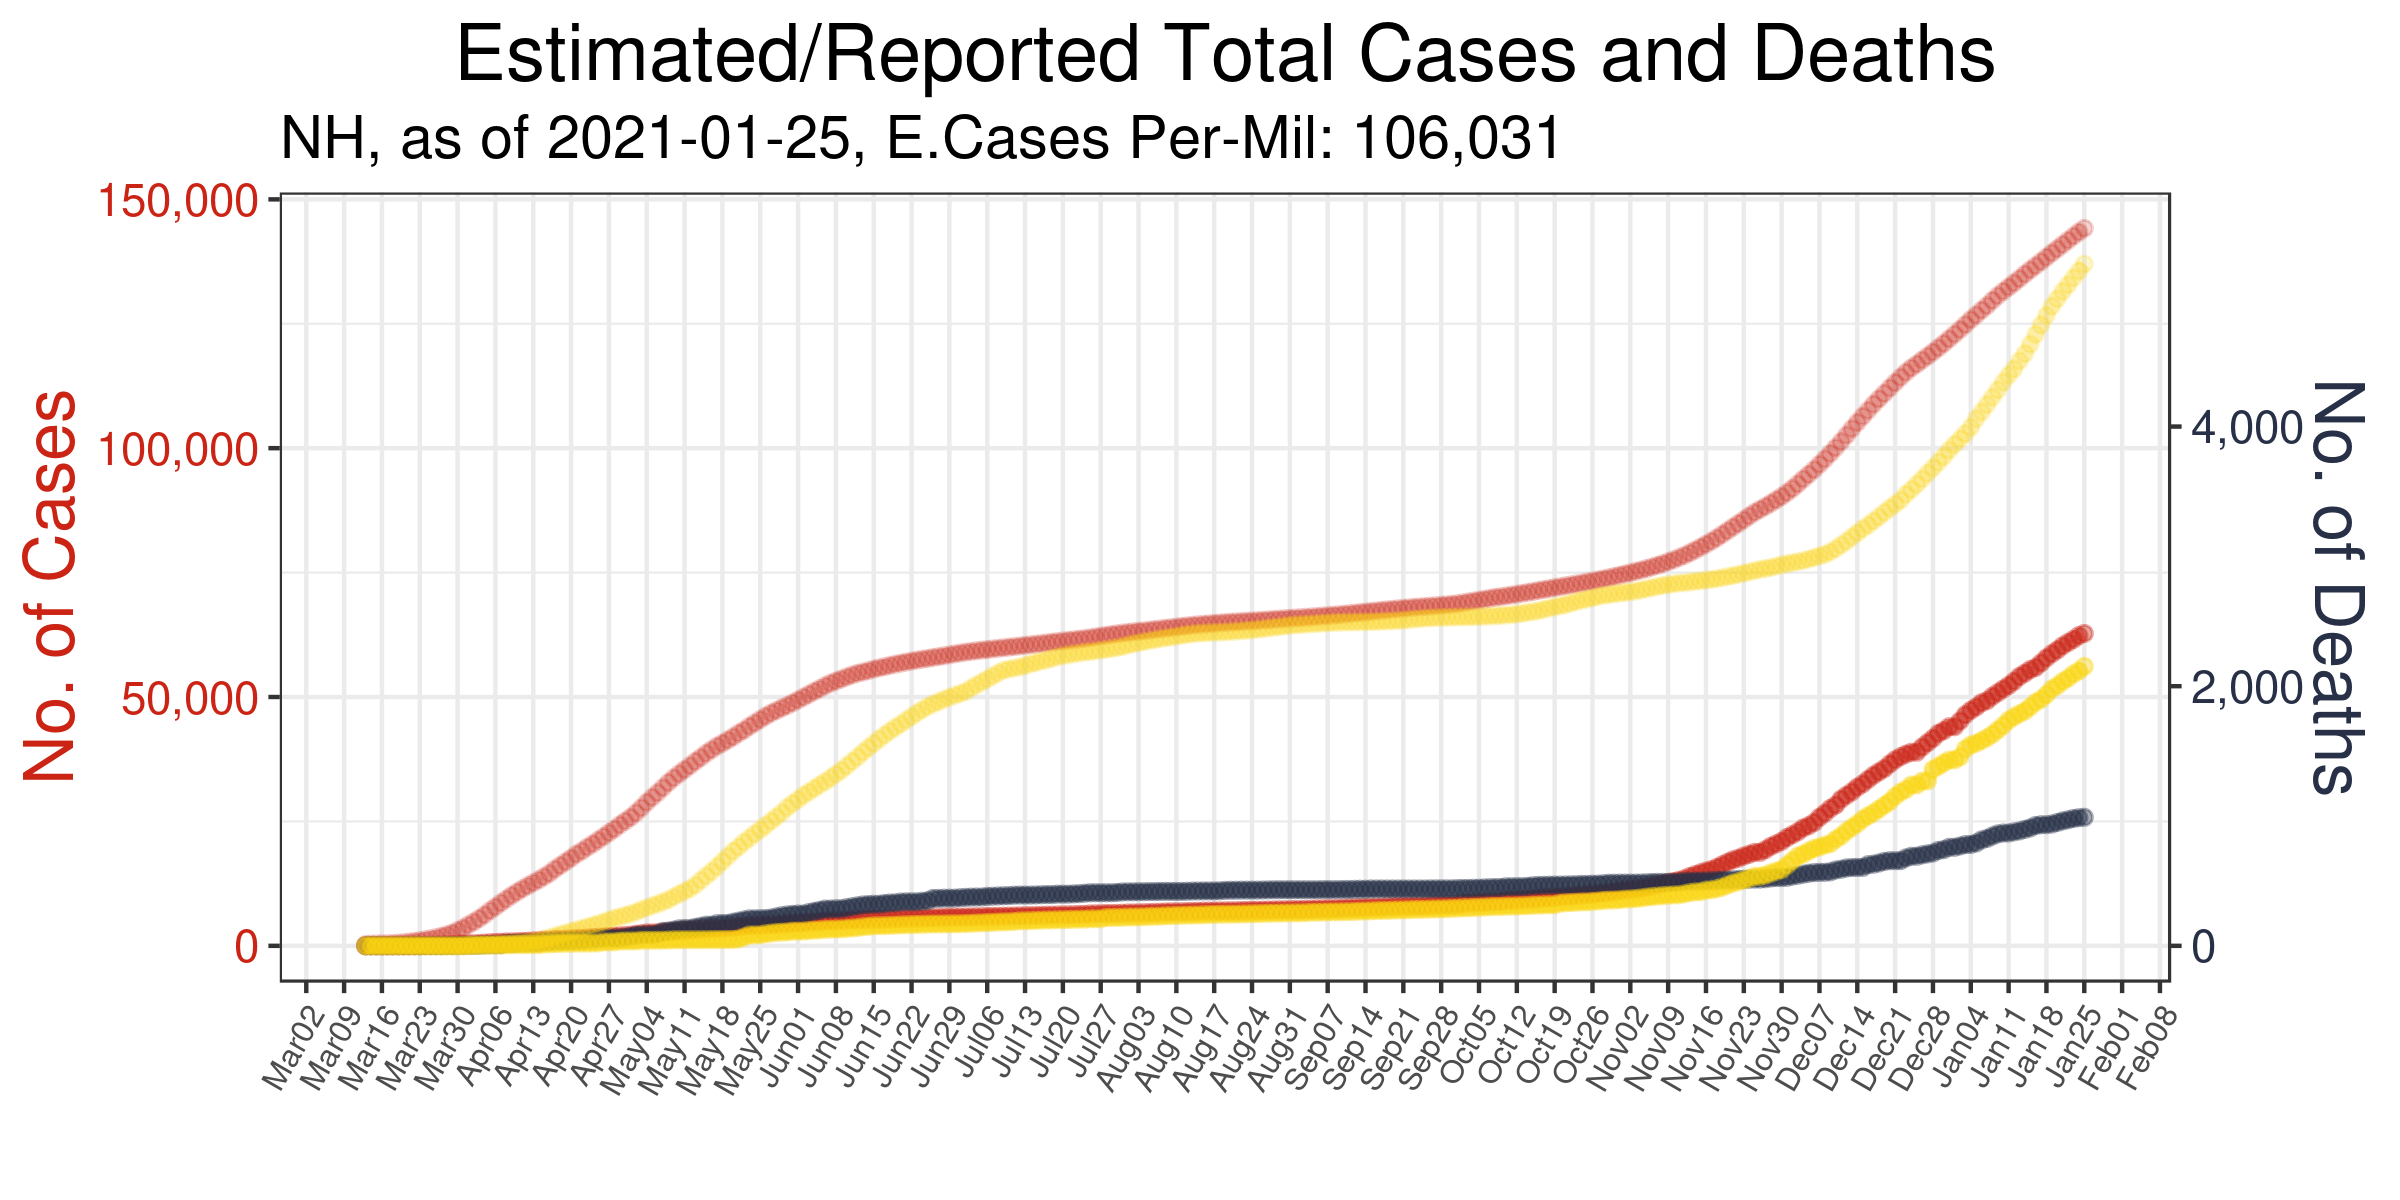 Estimated/Reported Total Cases and Deaths
NH, as of 2021-01-25, E.Cases Per-Mil: 106,031
No. of Cases
150,000
100,000
50,000
0
4,000
2,000
0
No. of Deaths
Mar02
Mar09
Mar16
Mar23
Mar30
Apr06
Apr13
Apr20
Apr27
May04
May11
May18
May25
Jun01
Jun08
Jun15
Jun22
Jun29
Jul06
Jul13
Jul20
Jul27
Aug03
Aug10
Aug17
Aug24
Aug31
Sep07
Sep14
Sep21
Sep28
Oct05
Oct12
Oct19
Oct26
Nov02
Nov09
Nov16
Nov23
Nov30
Dec07
Dec14
Dec21
Dec28
Jan04
Jan11
Jan18
Jan25
Feb01
Feb08